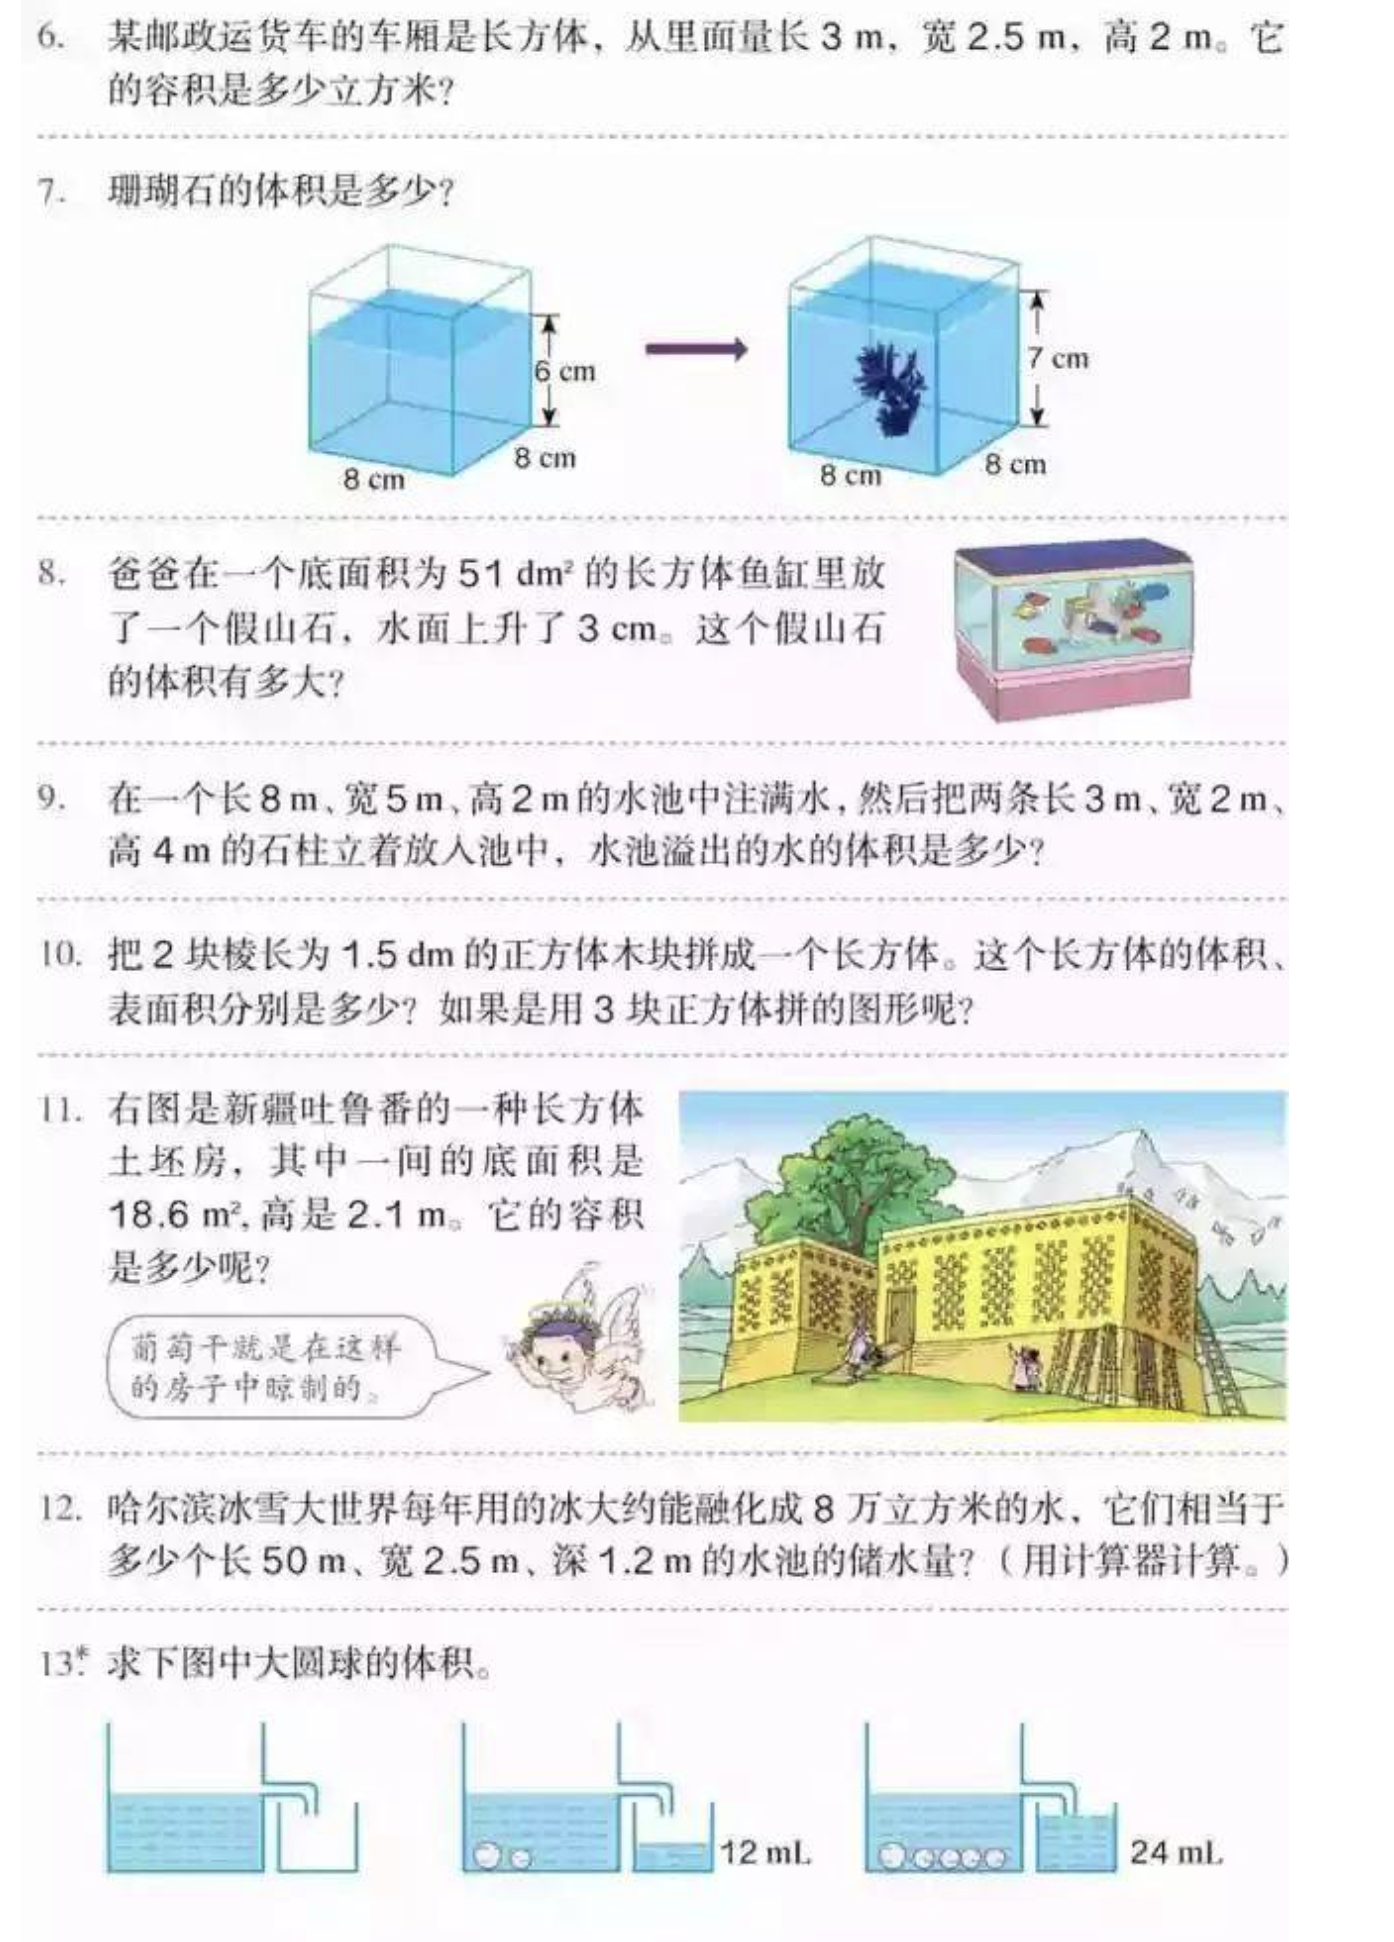 6. 某邮政运货车的车厢是长方体，从里面量长 3 m，宽 2.5 m，高 2 m。它
的容积是多少立方米？
7. 珊瑚石的体积是多少？
6 cm
8 cm
8 cm
7 cm
8 cm
8 cm
8. 爸爸在一个底面积为 51 dm² 的长方体鱼缸里放
了一个假山石，水面上升了 3 cm。这个假山石
的体积有多大？
9. 在一个长 8 m、宽 5 m、高 2 m 的水池中注满水，然后把两条长 3 m、宽 2 m、
高 4 m 的石柱立着放入池中，水池溢出的水的体积是多少？
10. 把 2 块棱长为 1.5 dm 的正方体木块拼成一个长方体。这个长方体的体积、
表面积分别是多少？如果是用 3 块正方体拼的图形呢？
11. 右图是新疆吐鲁番的一种长方体
土坯房，其中一间的底面积是
18.6 m²，高是 2.1 m。它的容积
是多少呢？
葡萄干就是在这样
的房子中晾制的。
12. 哈尔滨冰雪大世界每年用的冰大约能融化成 8 万立方米的水，它们相当于
多少个长 50 m、宽 2.5 m、深 1.2 m 的水池的储水量？（用计算器计算。）
13.* 求下图中大圆球的体积。
12 mL
24 mL